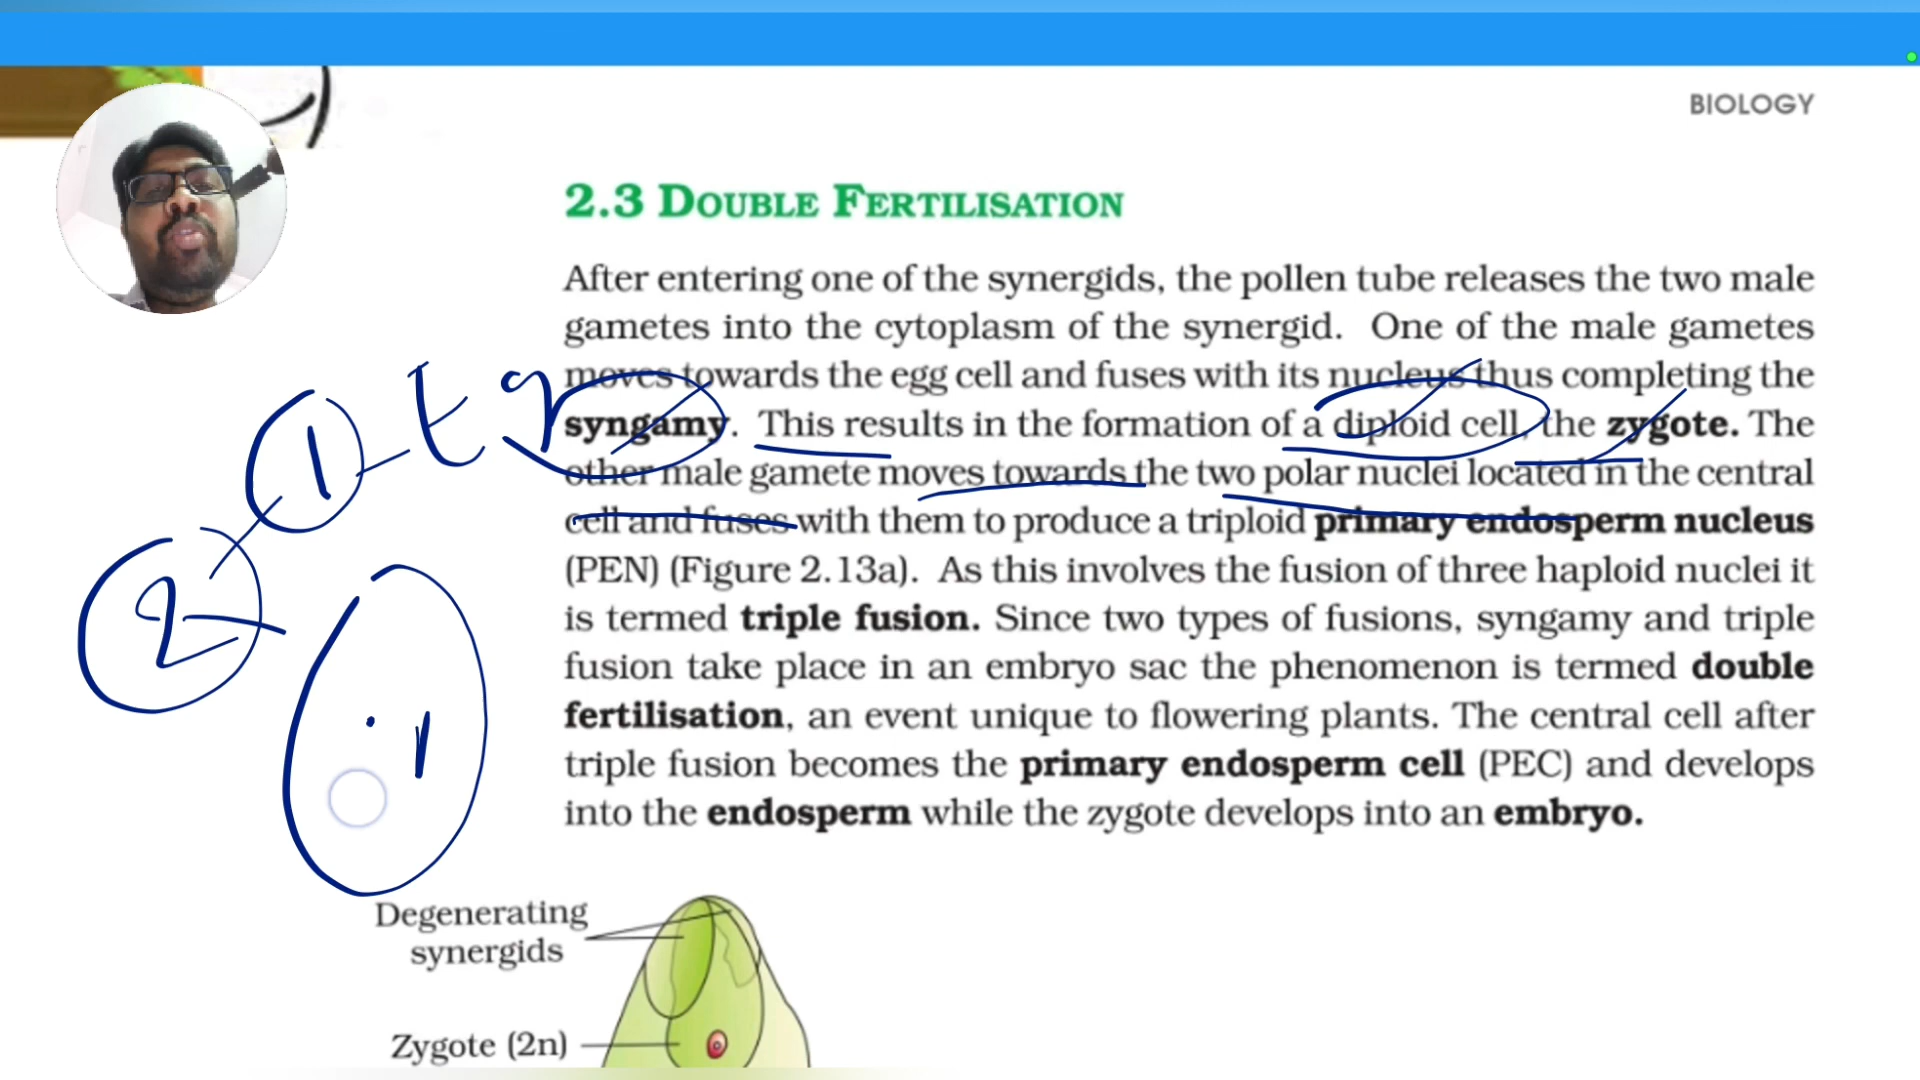 BIOLOGY
2.3 DOUBLE FERTILISATION
After entering one of the synergids, the pollen tube releases the two male
gametes into the cytoplasm of the synergid. One of the male gametes
moves towards the egg cell and fuses with its nucleus thus completing the
syngamy. This results in the formation of a diploid cell, the zygote. The
other male gamete moves towards the two polar nuclei located in the central
cell and fuses with them to produce a triploid primary endosperm nucleus
(PEN) (Figure 2.13a). As this involves the fusion of three haploid nuclei it
is termed triple fusion. Since two types of fusions, syngamy and triple
fusion take place in an embryo sac the phenomenon is termed double
fertilisation, an event unique to flowering plants. The central cell after
triple fusion becomes the primary endosperm cell (PEC) and develops
into the endosperm while the zygote develops into an embryo.
1
2
Degenerating
synergids
Zygote (2n)